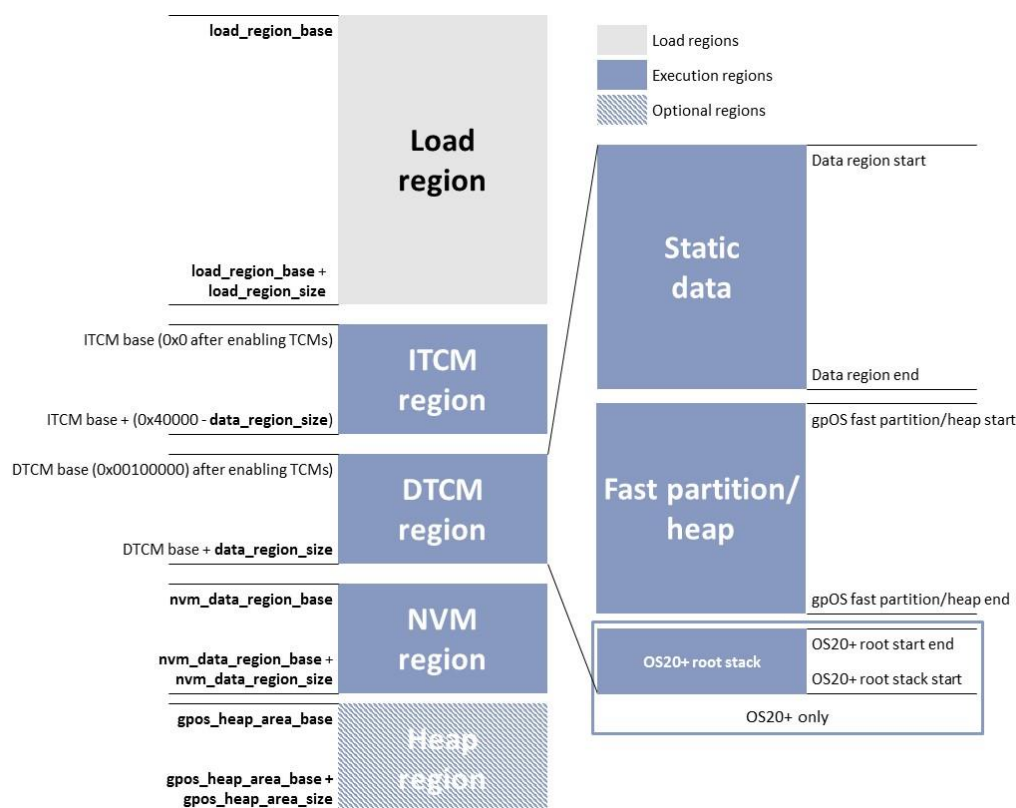 load_region_base
Load
region
load_region_base +
load_region_size
ITCM base (0x0 after enabling TCMs)
ITCM
region
ITCM base + (0x40000 - data_region_size)
DTCM base (0x00100000) after enabling TCMs)
DTCM
region
DTCM base + data_region_size
nvm_data_region_base
NVM
region
nvm_data_region_base +
nvm_data_region_size
gpos_heap_area_base
Heap
region
gpos_heap_area_base +
gpos_heap_area_size
Load regions
Execution regions
Optional regions
Data region start
Static
data
Data region end
gpOS fast partition/heap start
Fast partition/
heap
gpOS fast partition/heap end
OS20+ root stack
OS20+ root start end
OS20+ root stack start
OS20+ only